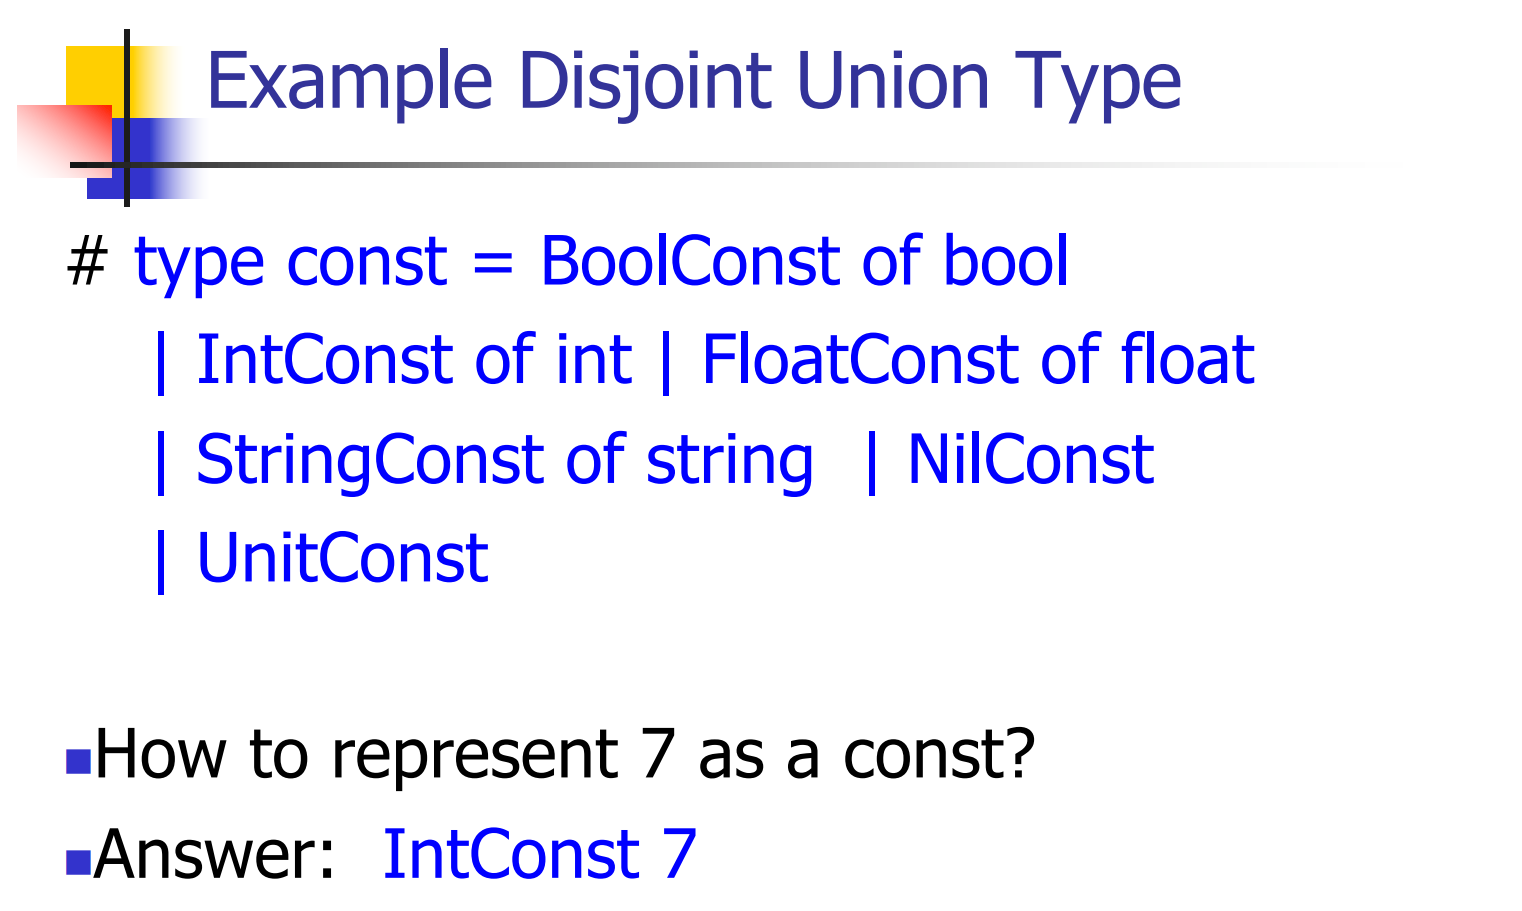 Example Disjoint Union Type
# type const = BoolConst of bool
| IntConst of int | FloatConst of float
| StringConst of string | NilConst
| UnitConst
■How to represent 7 as a const?
■Answer: IntConst 7